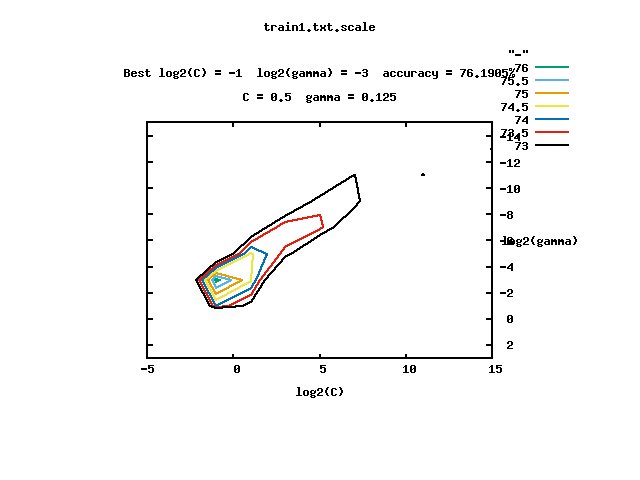 train1.txt.scale
"-"
Best log2(C) = -1  log2(gamma) = -3  accuracy = 76.1905%
76
75.5
C = 0.5  gamma = 0.125
75
74.5
74
73.5
73
-14
-12
-10
-8
-6
log2(gamma)
-4
-2
0
2
-5 0 5 10 15
log2(C)